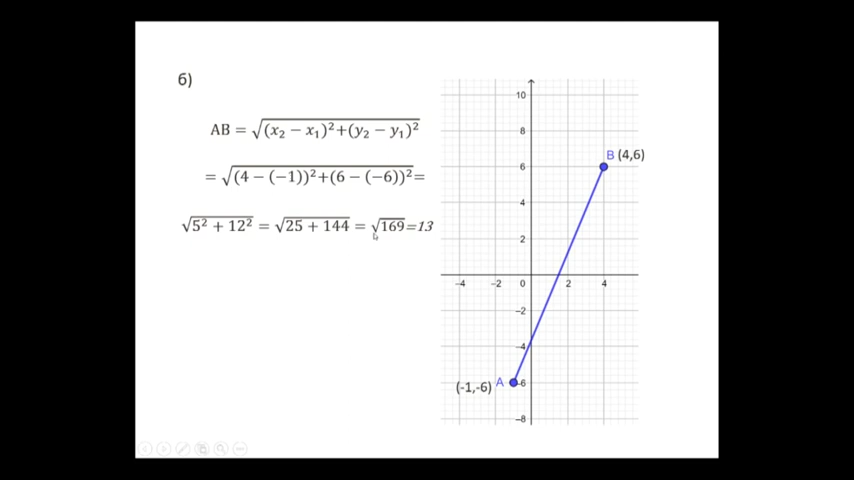 б)
AB = √(x₂ − x₁)²+(y₂ − y₁)²
= √(4 − (−1))²+(6 − (−6))²=
√5² + 12² = √25 + 144 = √169=13
10
8
B (4,6)
6
4
2
−4 −2 0 2 4
−2
−4
(-1,-6) A −6
−8